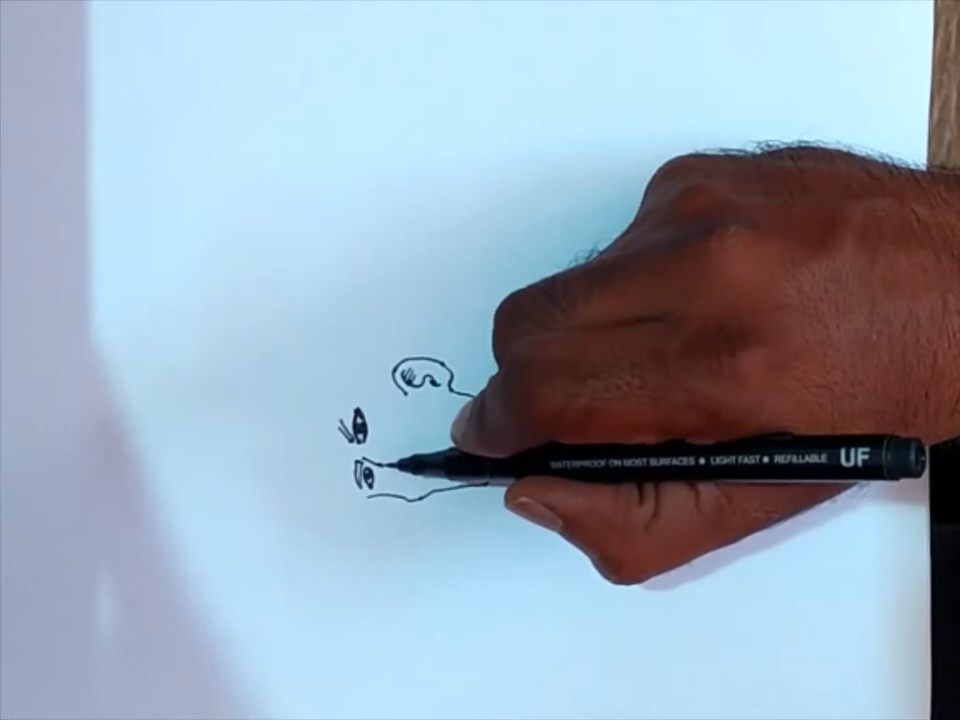 WATERPROOF ON MOST SURFACES ● LIGHT FAST ● REFILLABLE UF